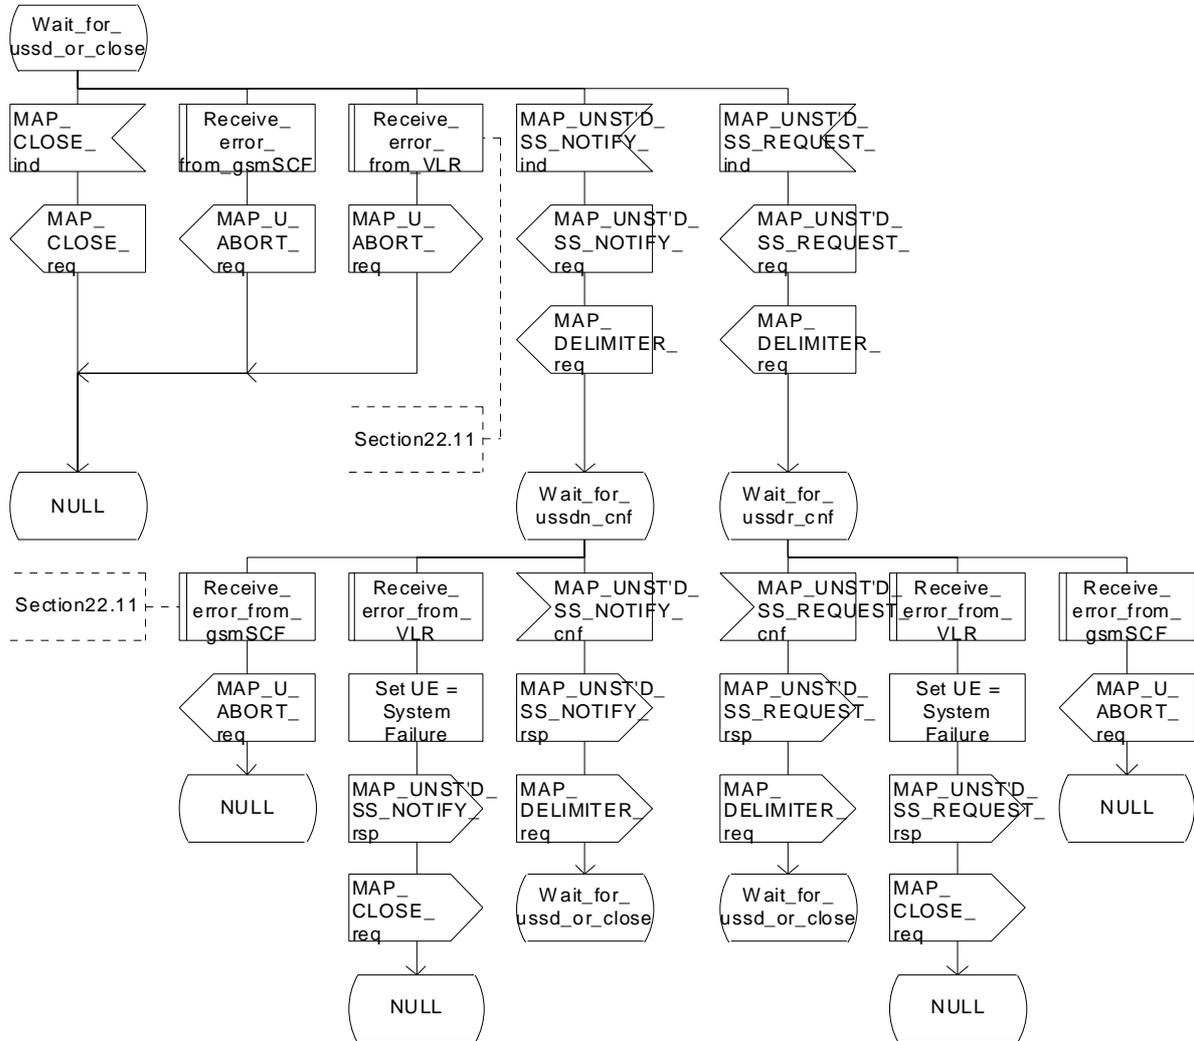 Wait_for_
ussd_or_close
MAP_
CLOSE_
ind
Receive_
error_
from_gsmSCF
Receive_
error_
from_VLR
MAP_UNST'D_
SS_NOTIFY_
ind
MAP_UNST'D_
SS_REQUEST_
ind
MAP_
CLOSE_
req
MAP_U_
ABORT_
req
MAP_U_
ABORT_
req
MAP_UNST'D_
SS_NOTIFY_
req
MAP_UNST'D_
SS_REQUEST_
req
MAP_
DELIMITER_
req
MAP_
DELIMITER_
req
Section22.11
NULL
Wait_for_
ussdn_cnf
Wait_for_
ussdr_cnf
Section22.11
Receive_
error_from_
gsmSCF
Receive_
error_from_
VLR
MAP_UNST'D_
SS_NOTIFY_
cnf
MAP_UNST'D_
SS_REQUEST_
cnf
Receive_
error_from_
VLR
Receive_
error_from_
gsmSCF
MAP_U_
ABORT_
req
Set UE =
System
Failure
MAP_UNST'D_
SS_NOTIFY_
rsp
MAP_UNST'D_
SS_REQUEST_
rsp
Set UE =
System
Failure
MAP_U_
ABORT_
req
NULL
MAP_UNST'D_
SS_NOTIFY_
rsp
MAP_
DELIMITER_
req
MAP_
DELIMITER_
req
MAP_UNST'D_
SS_REQUEST_
rsp
NULL
MAP_
CLOSE_
req
Wait_for_
ussd_or_close
Wait_for_
ussd_or_close
MAP_
CLOSE_
req
NULL
NULL